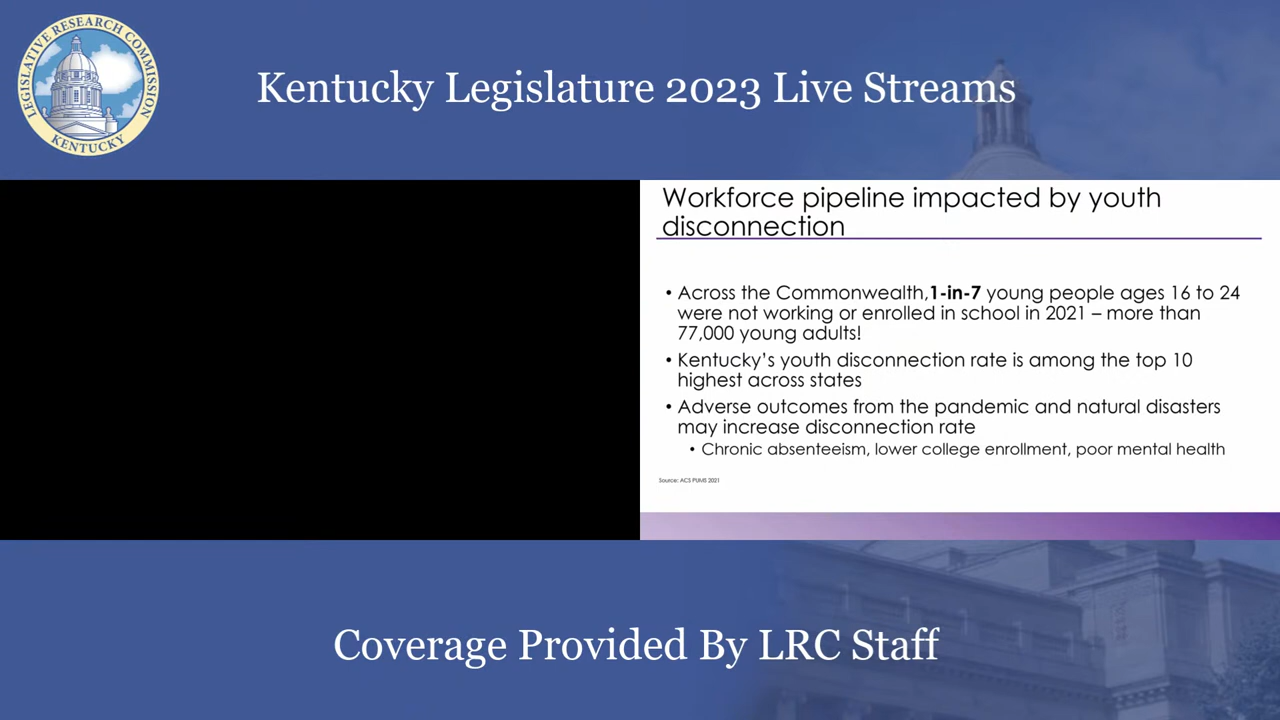 LEGISLATIVE RESEARCH COMMISSION
KENTUCKY
Kentucky Legislature 2023 Live Streams
Workforce pipeline impacted by youth
disconnection
• Across the Commonwealth,1-in-7 young people ages 16 to 24
were not working or enrolled in school in 2021 – more than
77,000 young adults!
• Kentucky's youth disconnection rate is among the top 10
highest across states
• Adverse outcomes from the pandemic and natural disasters
may increase disconnection rate
• Chronic absenteeism, lower college enrollment, poor mental health
Source: ACS PUMS 2021
Coverage Provided By LRC Staff